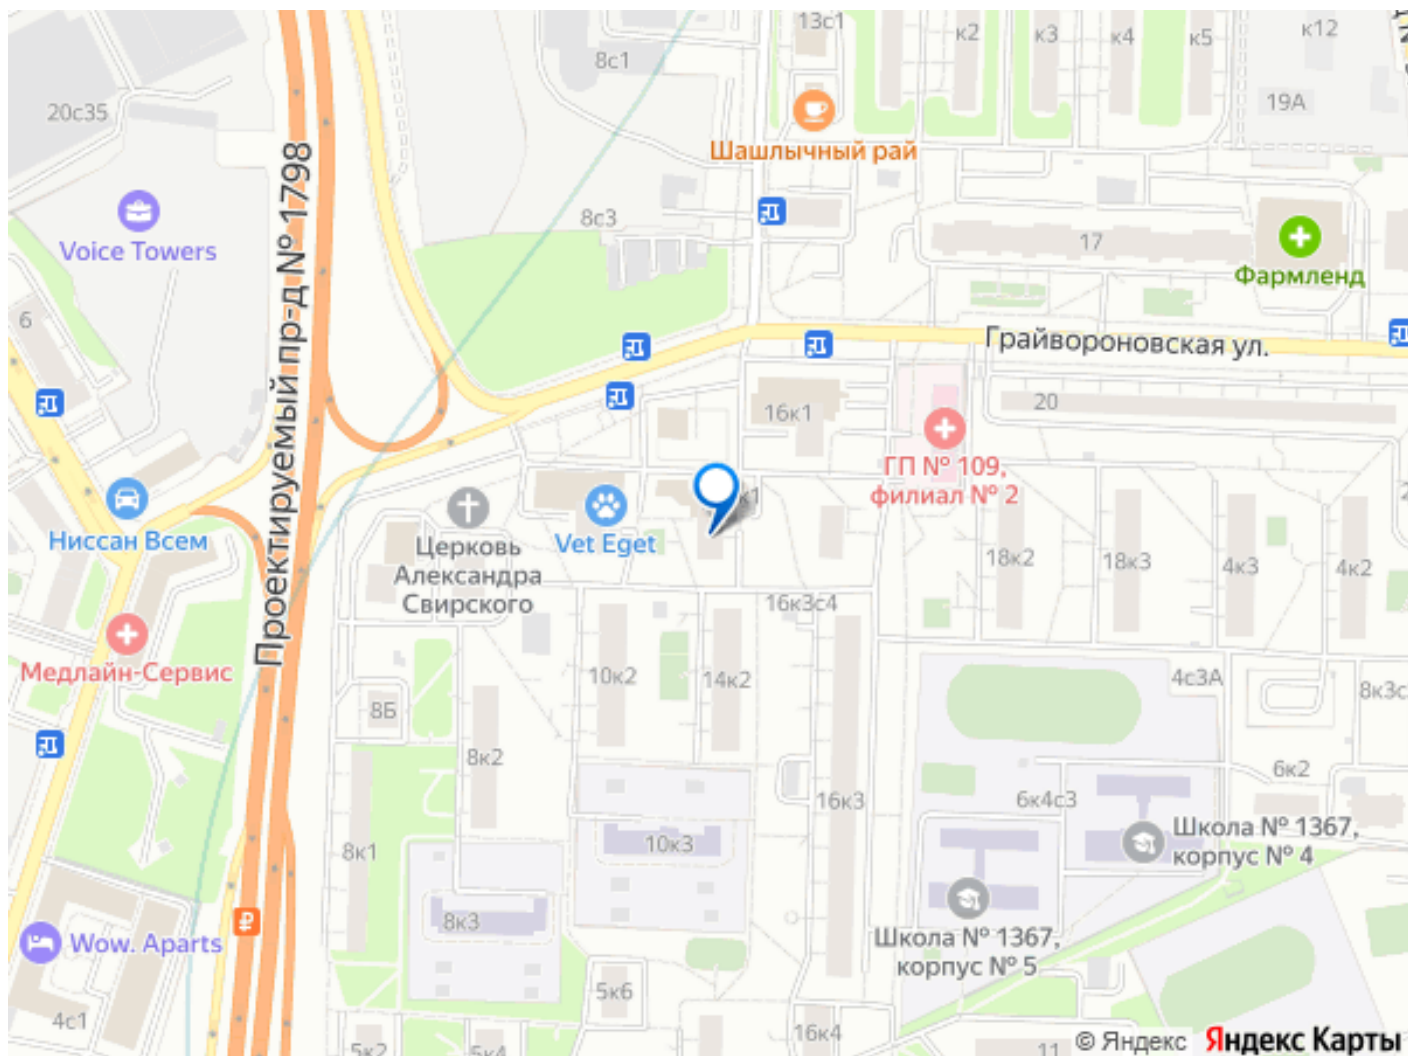 13с1
к2
к3
к4
к5
к12
8с1
20с35
19А
Шашлычный рай
Проектируемый пр-д № 1798
8с3
17
Voice Towers
Фармленд
6
Грайвороновская ул.
20
16к1
ГП № 109,
филиал № 2
к1
Ниссан Всем
Церковь
Александра
Свирского
Vet Eget
18к2
18к3
4к3
4к2
16к3с4
Медлайн-Сервис
10к2
14к2
4с3А
8к3с
8Б
8к2
6к2
16к3
6к4с3
Школа № 1367,
корпус № 4
10к3
8к1
8к3
Школа № 1367,
корпус № 5
Wow. Aparts
5к6
4с1
16к4
5к2
5к4
11
© Яндекс Яндекс Карты